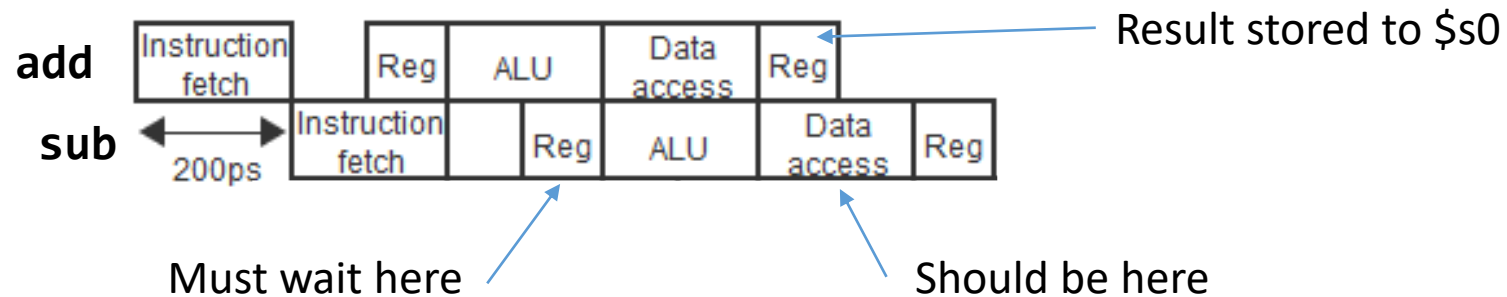 Result stored to $s0
add
Instruction
fetch
Reg
ALU
Data
access
Reg
sub
200ps
Instruction
fetch
Reg
ALU
Data
access
Reg
Must wait here
Should be here